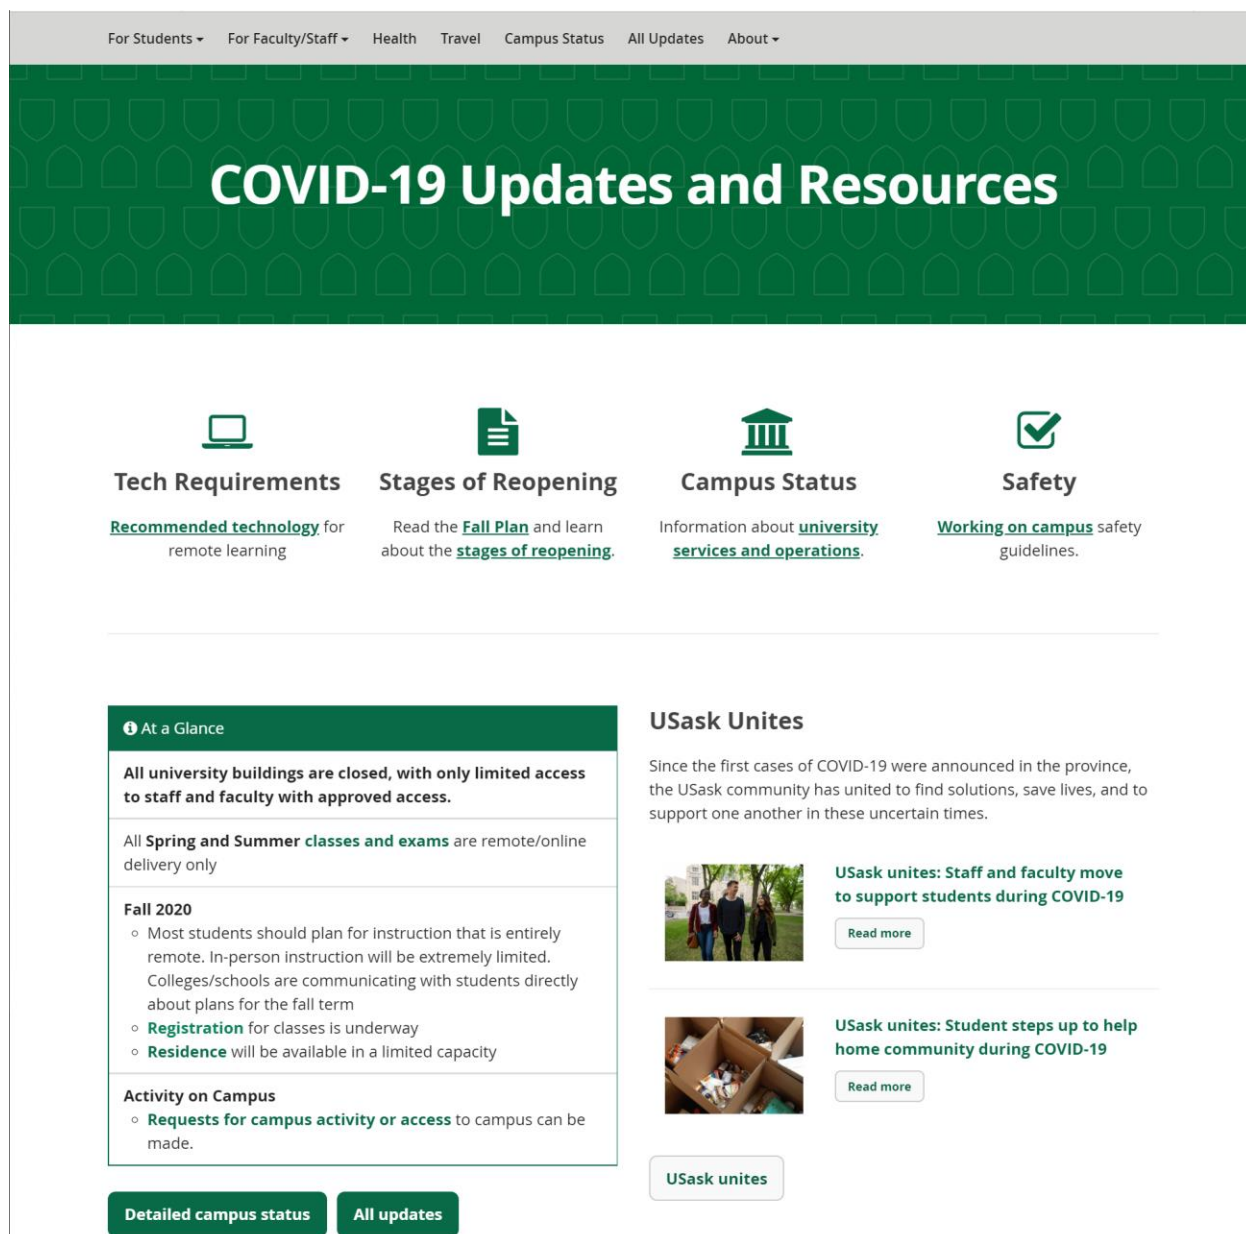 For Students For Faculty/Staff Health Travel Campus Status All Updates About
COVID-19 Updates and Resources
Tech Requirements
Recommended technology for
remote learning
Stages of Reopening
Read the Fall Plan and learn
about the stages of reopening.
Campus Status
Information about university
services and operations.
Safety
Working on campus safety
guidelines.
At a Glance
All university buildings are closed, with only limited access
to staff and faculty with approved access.
All Spring and Summer classes and exams are remote/online
delivery only
Fall 2020
Most students should plan for instruction that is entirely
remote. In-person instruction will be extremely limited.
Colleges/schools are communicating with students directly
about plans for the fall term
Registration for classes is underway
Residence will be available in a limited capacity
Activity on Campus
Requests for campus activity or access to campus can be
made.
Detailed campus status
All updates
USask Unites
Since the first cases of COVID-19 were announced in the province,
the USask community has united to find solutions, save lives, and to
support one another in these uncertain times.
USask unites: Staff and faculty move
to support students during COVID-19
Read more
USask unites: Student steps up to help
home community during COVID-19
Read more
USask unites